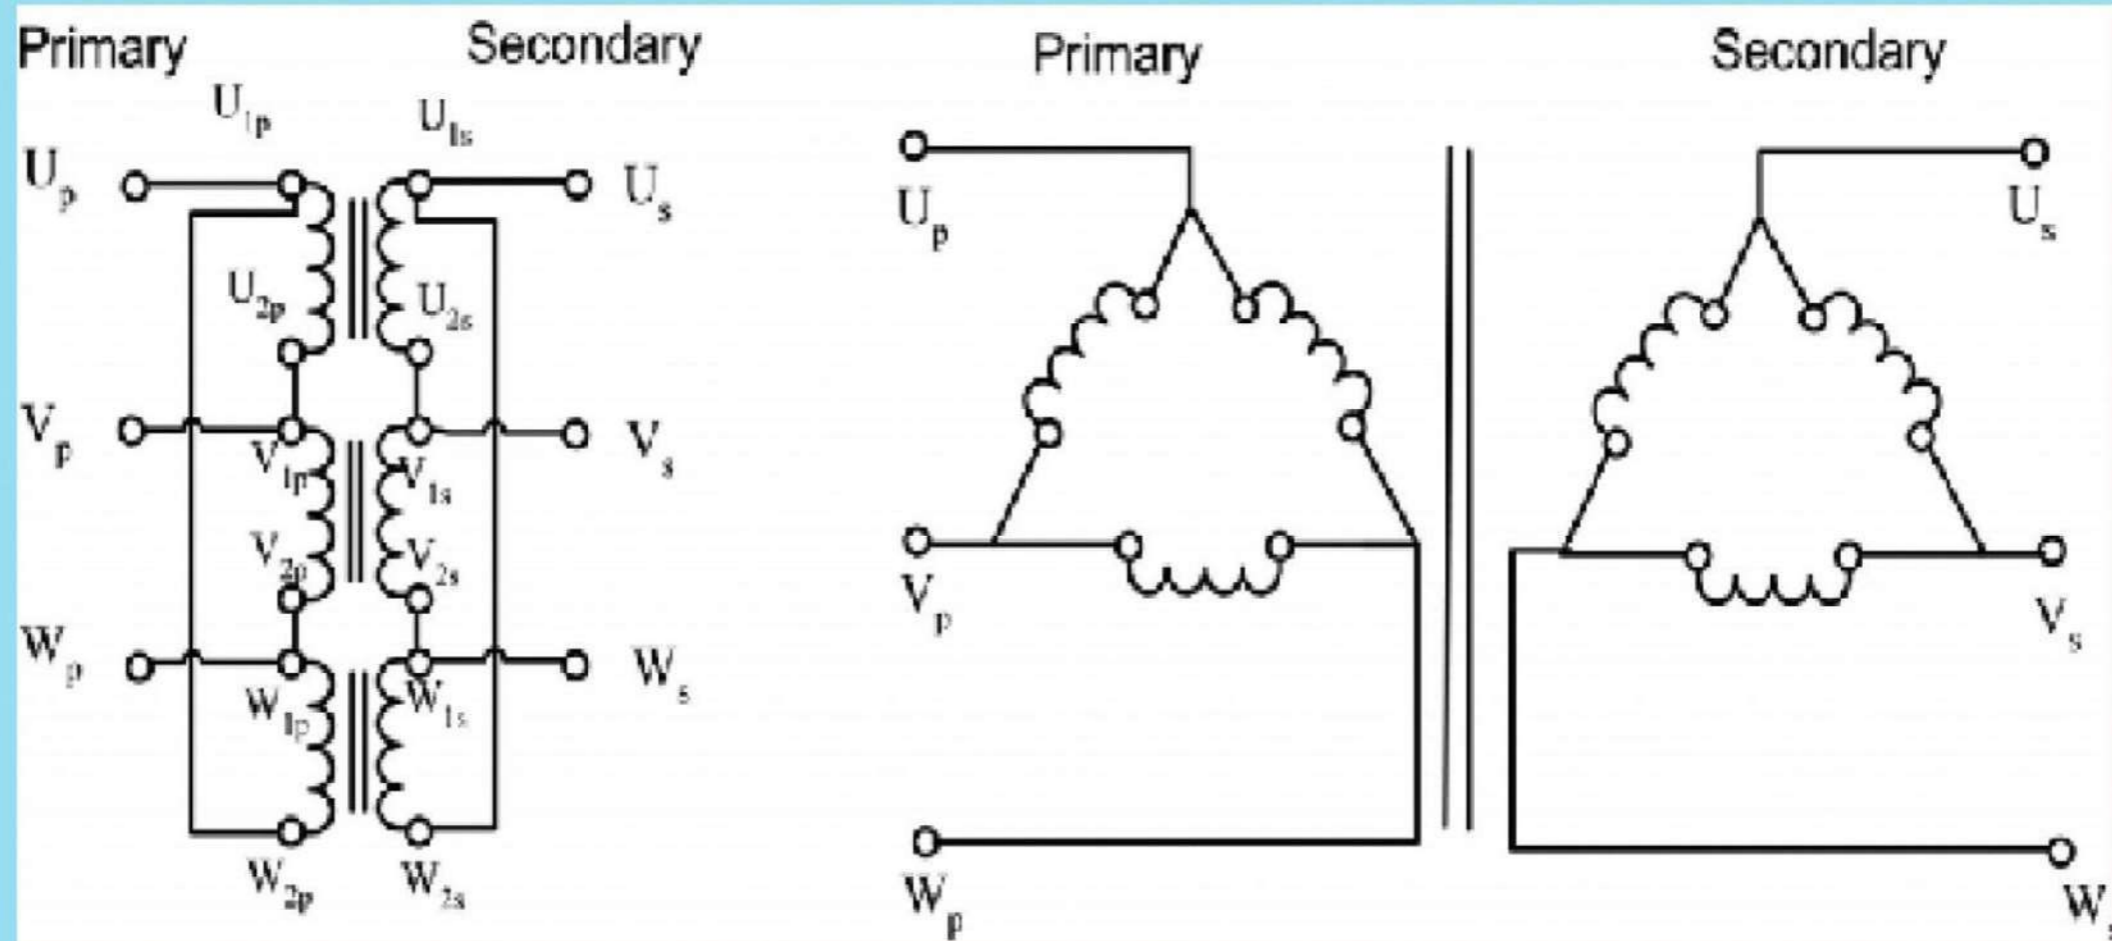 Primary Secondary Primary Secondary
U1p U1s
Up Us
U2p U2s
Vp Vs
V1p V1s
V2p V2s
Wp Ws
W1p W1s
W2p W2s
Up Us
Vp Vs
Wp Ws